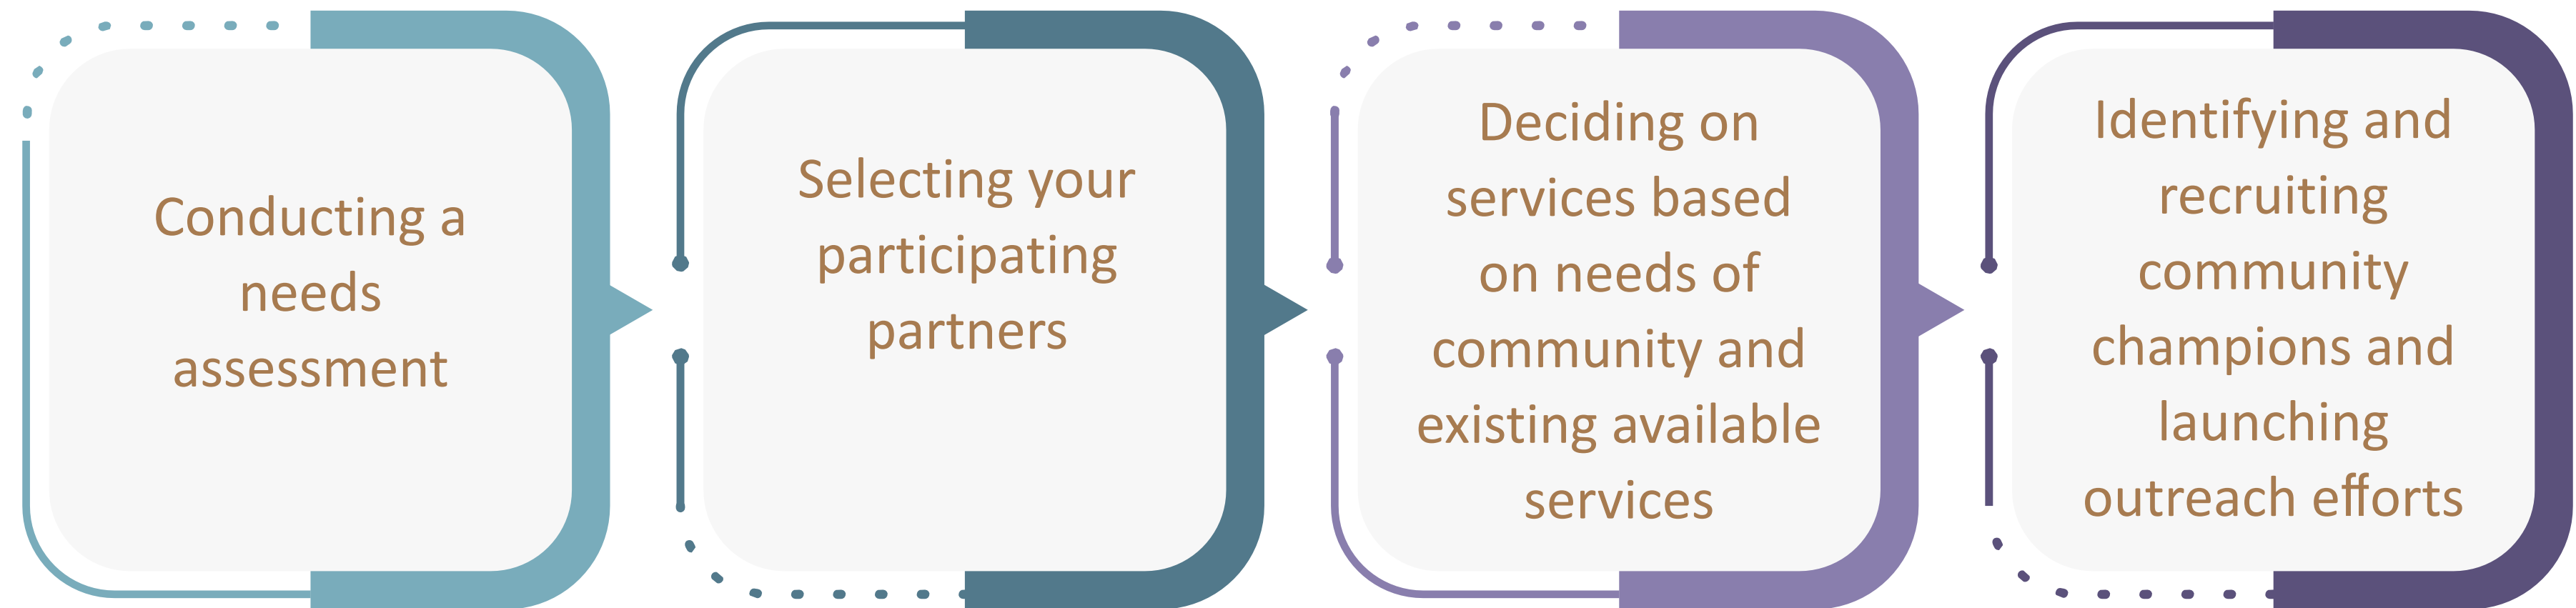 Conducting a
needs
assessment
Selecting your
participating
partners
Deciding on
services based
on needs of
community and
existing available
services
Identifying and
recruiting
community
champions and
launching
outreach efforts